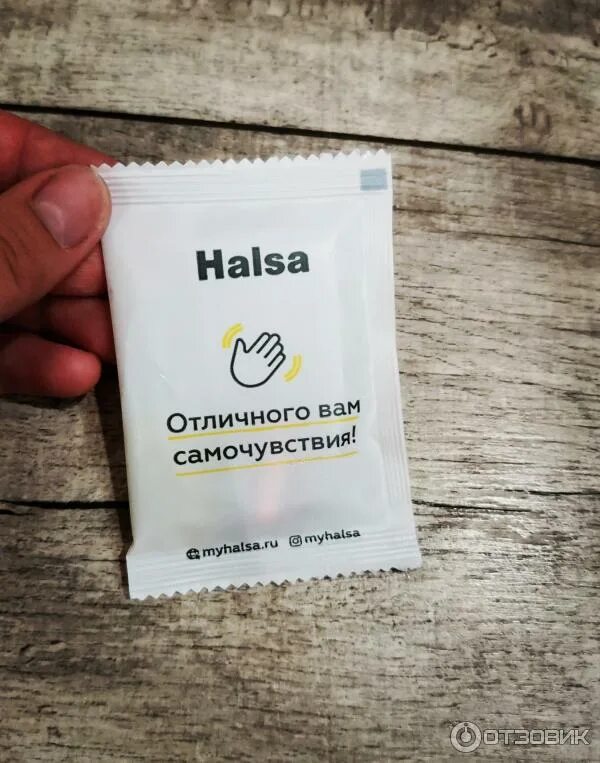 Halsa
Отличного вам
самочувствия!
myhalsa.ru myhalsa
ОТЗОВИК